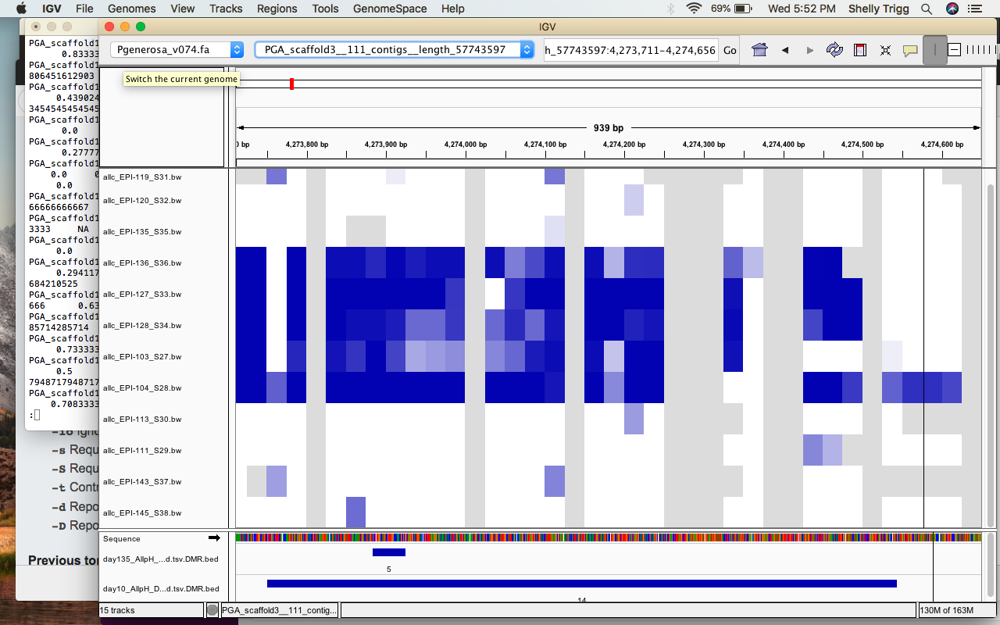 IGV File Genomes View Tracks Regions Tools GenomeSpace Help 69% Wed 5:52 PM Shelly Trigg
IGV
Pgenerosa_v074.fa PGA_scaffold3__111_contigs__length_57743597 h_57743597:4,273,711-4,274,656 Go
Switch the current genome
PGA_scaffold1
0.83333
806451612903
PGA_scaffold1
0.439024
3454545454545
PGA_scaffold1
0.0
PGA_scaffold1
0.27777
PGA_scaffold1
0.0
0.0
PGA_scaffold1
66666666667
PGA_scaffold1
3333 NA
PGA_scaffold1
0.0
PGA_scaffold1
0.294117
684210525
PGA_scaffold1
666 0.63
PGA_scaffold1
85714285714
PGA_scaffold1
0.733333
PGA_scaffold1
0.5
7948717948717
PGA_scaffold1
0.7083333
:
-s Requ
-S Requ
-t Contr
-d Repo
-D Repo
Previous to
939 bp
0 bp 4,273,800 bp 4,273,900 bp 4,274,000 bp 4,274,100 bp 4,274,200 bp 4,274,300 bp 4,274,400 bp 4,274,500 bp 4,274,600 bp
allc_EPI-119_S31.bw
allc_EPI-120_S32.bw
allc_EPI-135_S35.bw
allc_EPI-136_S36.bw
allc_EPI-127_S33.bw
allc_EPI-128_S34.bw
allc_EPI-103_S27.bw
allc_EPI-104_S28.bw
allc_EPI-113_S30.bw
allc_EPI-111_S29.bw
allc_EPI-143_S37.bw
allc_EPI-145_S38.bw
Sequence
day135_AllpH_...d.tsv.DMR.bed
5
day10_AllpH_D...d.tsv.DMR.bed
14
15 tracks PGA_scaffold3__111_contig... 130M of 163M